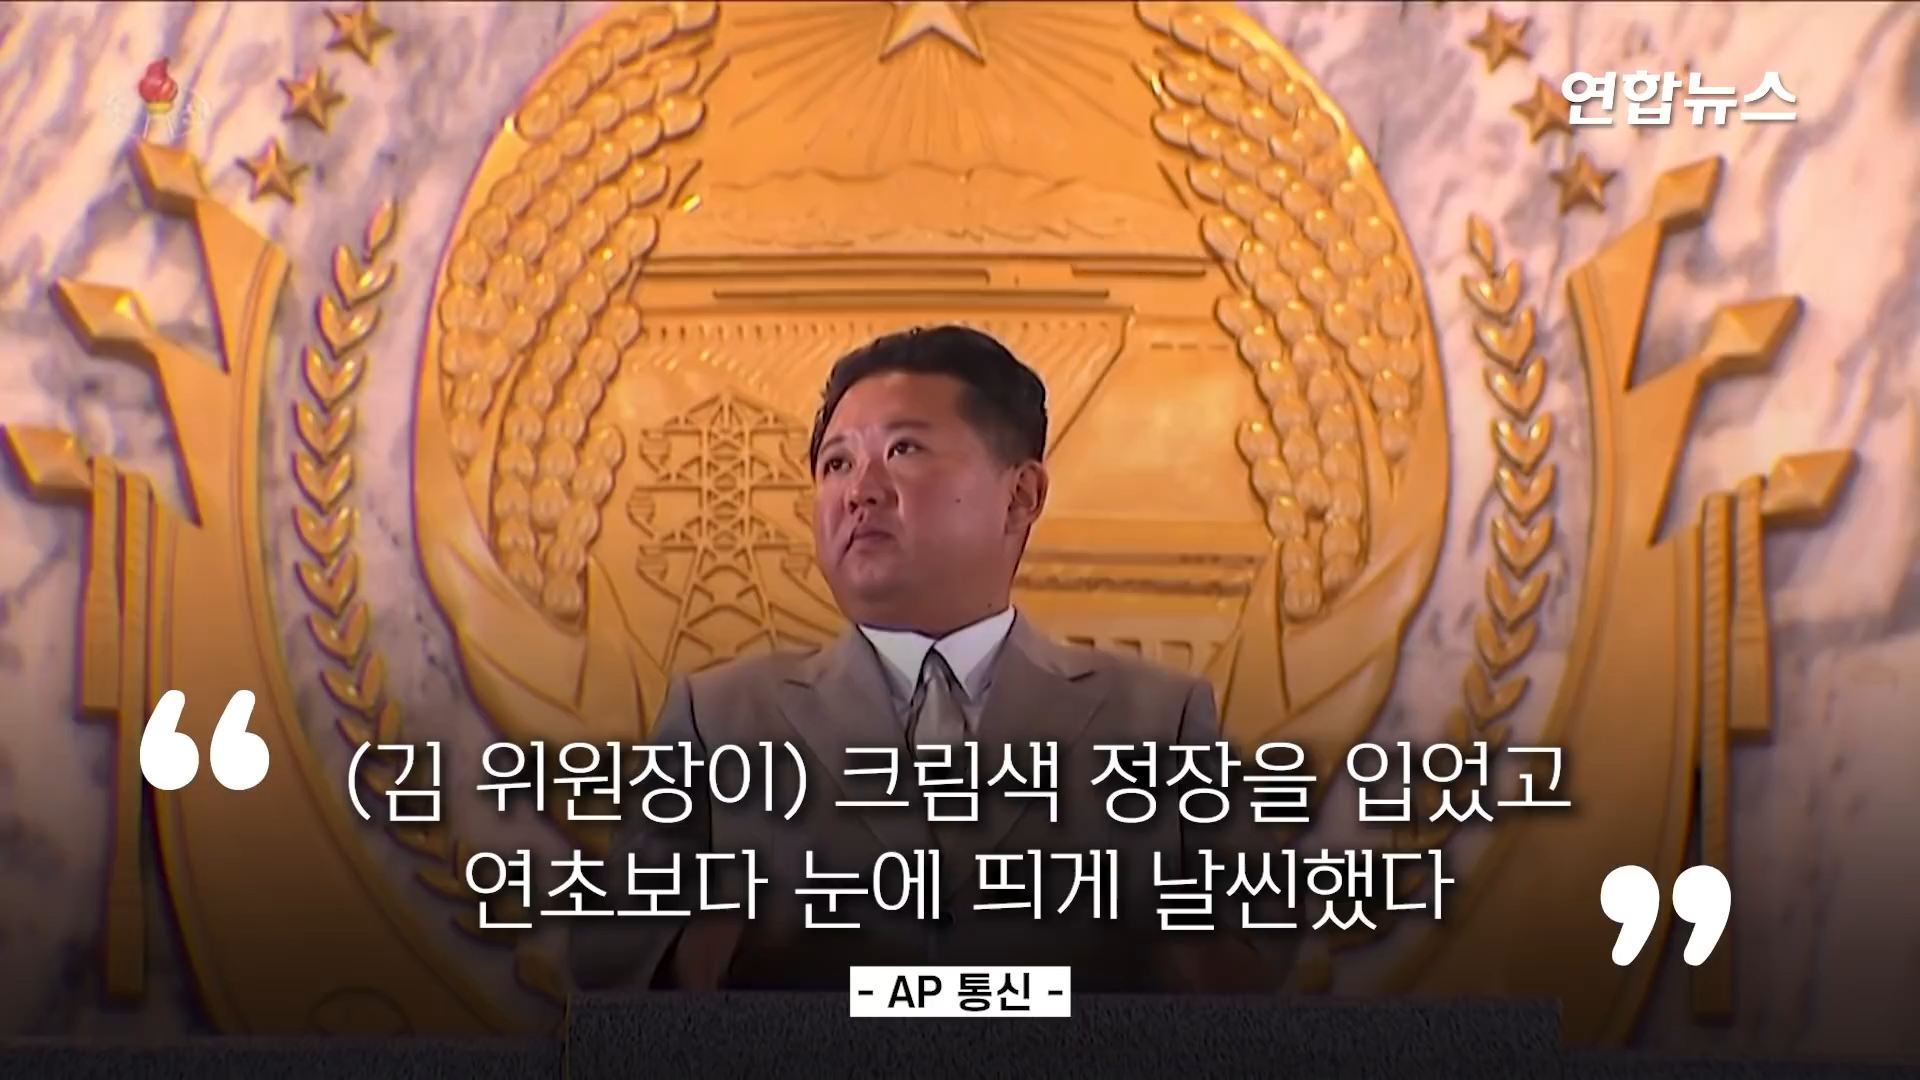 연합뉴스
(김 위원장이) 크림색 정장을 입었고
연초보다 눈에 띄게 날씬했다
- AP 통신 -